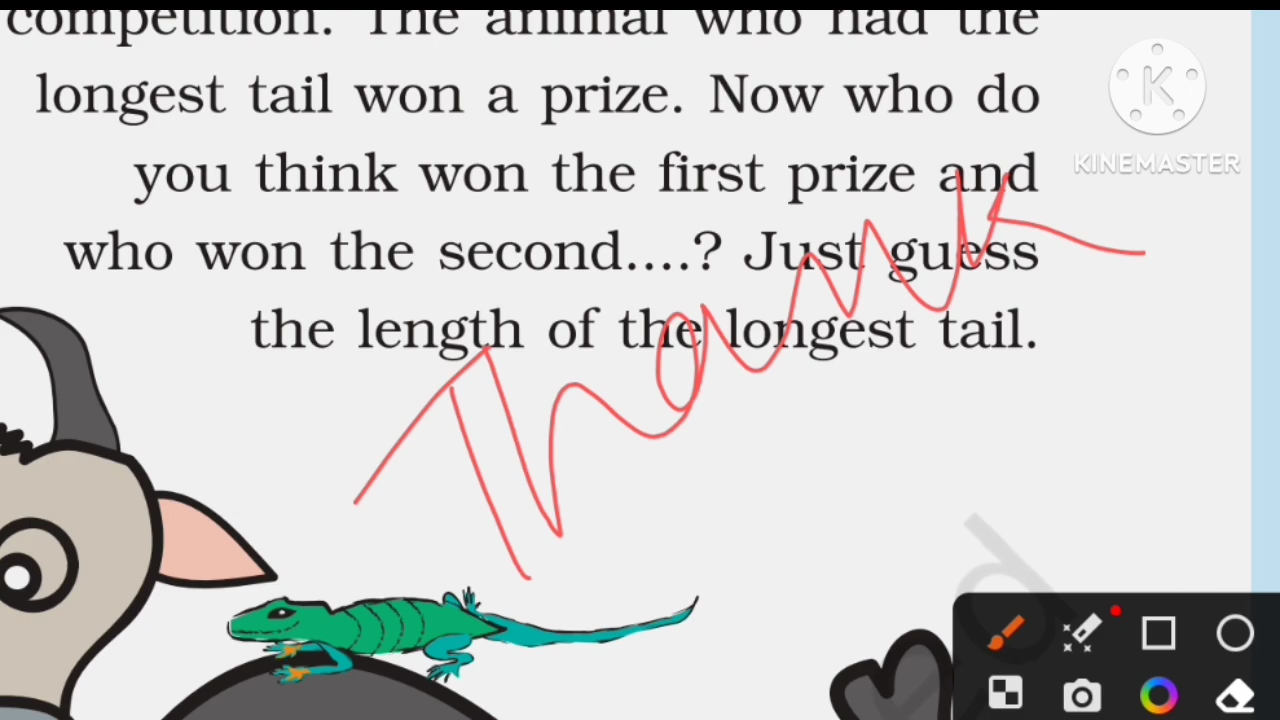 competition. The animal who had the
longest tail won a prize. Now who do
you think won the first prize and
who won the second....? Just guess
the length of the longest tail.
Thank
K
KINEMASTER
d